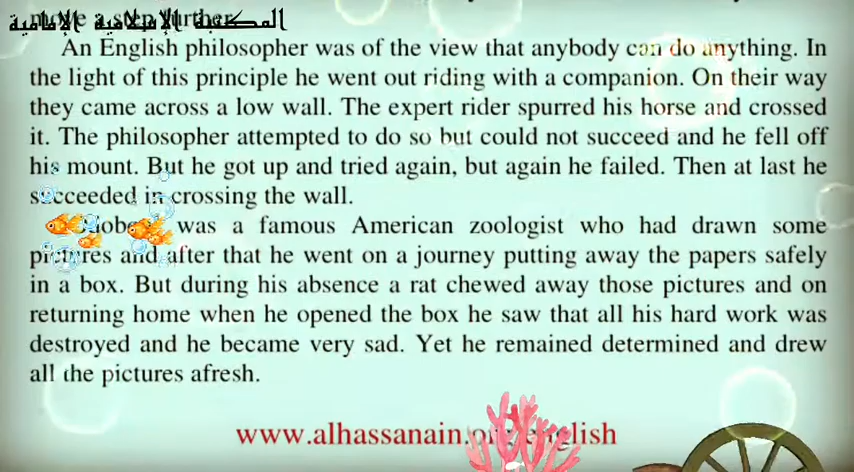 المكتبة الإسلامية الإمامية
move a step further.
An English philosopher was of the view that anybody can do anything. In
the light of this principle he went out riding with a companion. On their way
they came across a low wall. The expert rider spurred his horse and crossed
it. The philosopher attempted to do so but could not succeed and he fell off
his mount. But he got up and tried again, but again he failed. Then at last he
succeeded in crossing the wall.
was a famous American zoologist who had drawn some
pictures and after that he went on a journey putting away the papers safely
in a box. But during his absence a rat chewed away those pictures and on
returning home when he opened the box he saw that all his hard work was
destroyed and he became very sad. Yet he remained determined and drew
all the pictures afresh.
www.alhassanain.org/english